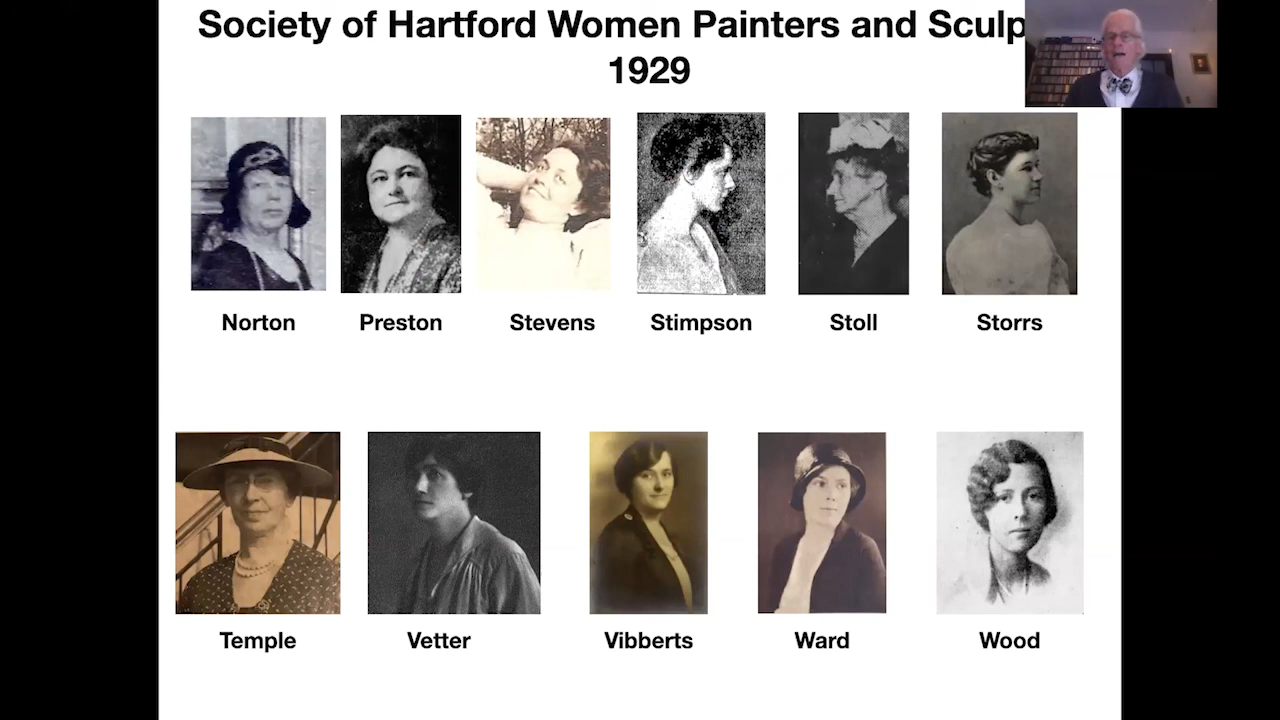 Society of Hartford Women Painters and Sculp
1929
Norton Preston Stevens Stimpson Stoll Storrs
Temple Vetter Vibberts Ward Wood